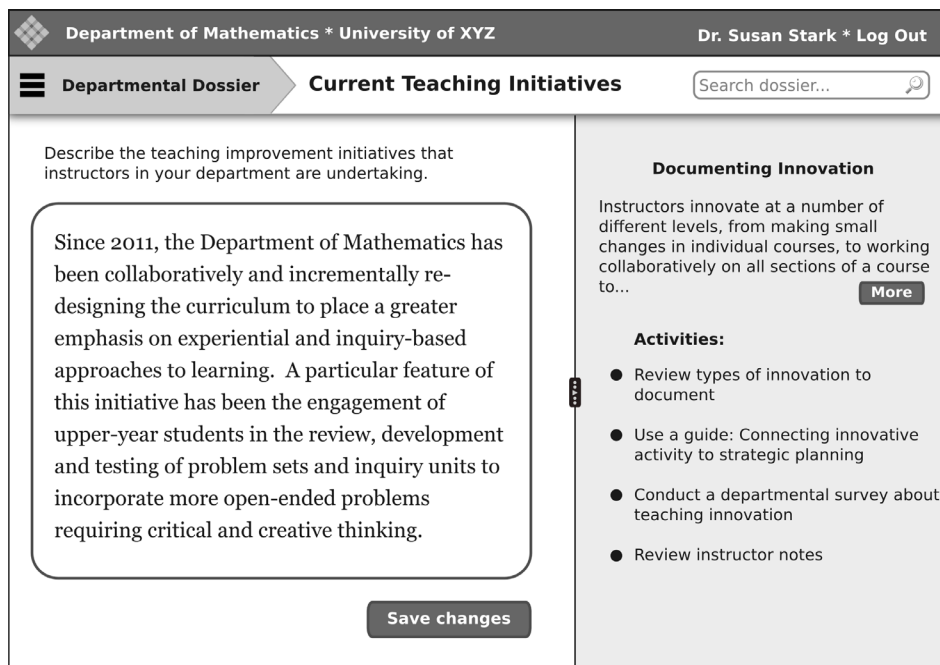 Department of Mathematics * University of XYZ
Dr. Susan Stark * Log Out
Departmental Dossier
Current Teaching Initiatives
Search dossier...
Describe the teaching improvement initiatives that
instructors in your department are undertaking.
Since 2011, the Department of Mathematics has
been collaboratively and incrementally re-
designing the curriculum to place a greater
emphasis on experiential and inquiry-based
approaches to learning.  A particular feature of
this initiative has been the engagement of
upper-year students in the review, development
and testing of problem sets and inquiry units to
incorporate more open-ended problems
requiring critical and creative thinking.
Save changes
Documenting Innovation
Instructors innovate at a number of
different levels, from making small
changes in individual courses, to working
collaboratively on all sections of a course
to...
More
Activities:
● Review types of innovation to
document
● Use a guide: Connecting innovative
activity to strategic planning
● Conduct a departmental survey about
teaching innovation
● Review instructor notes